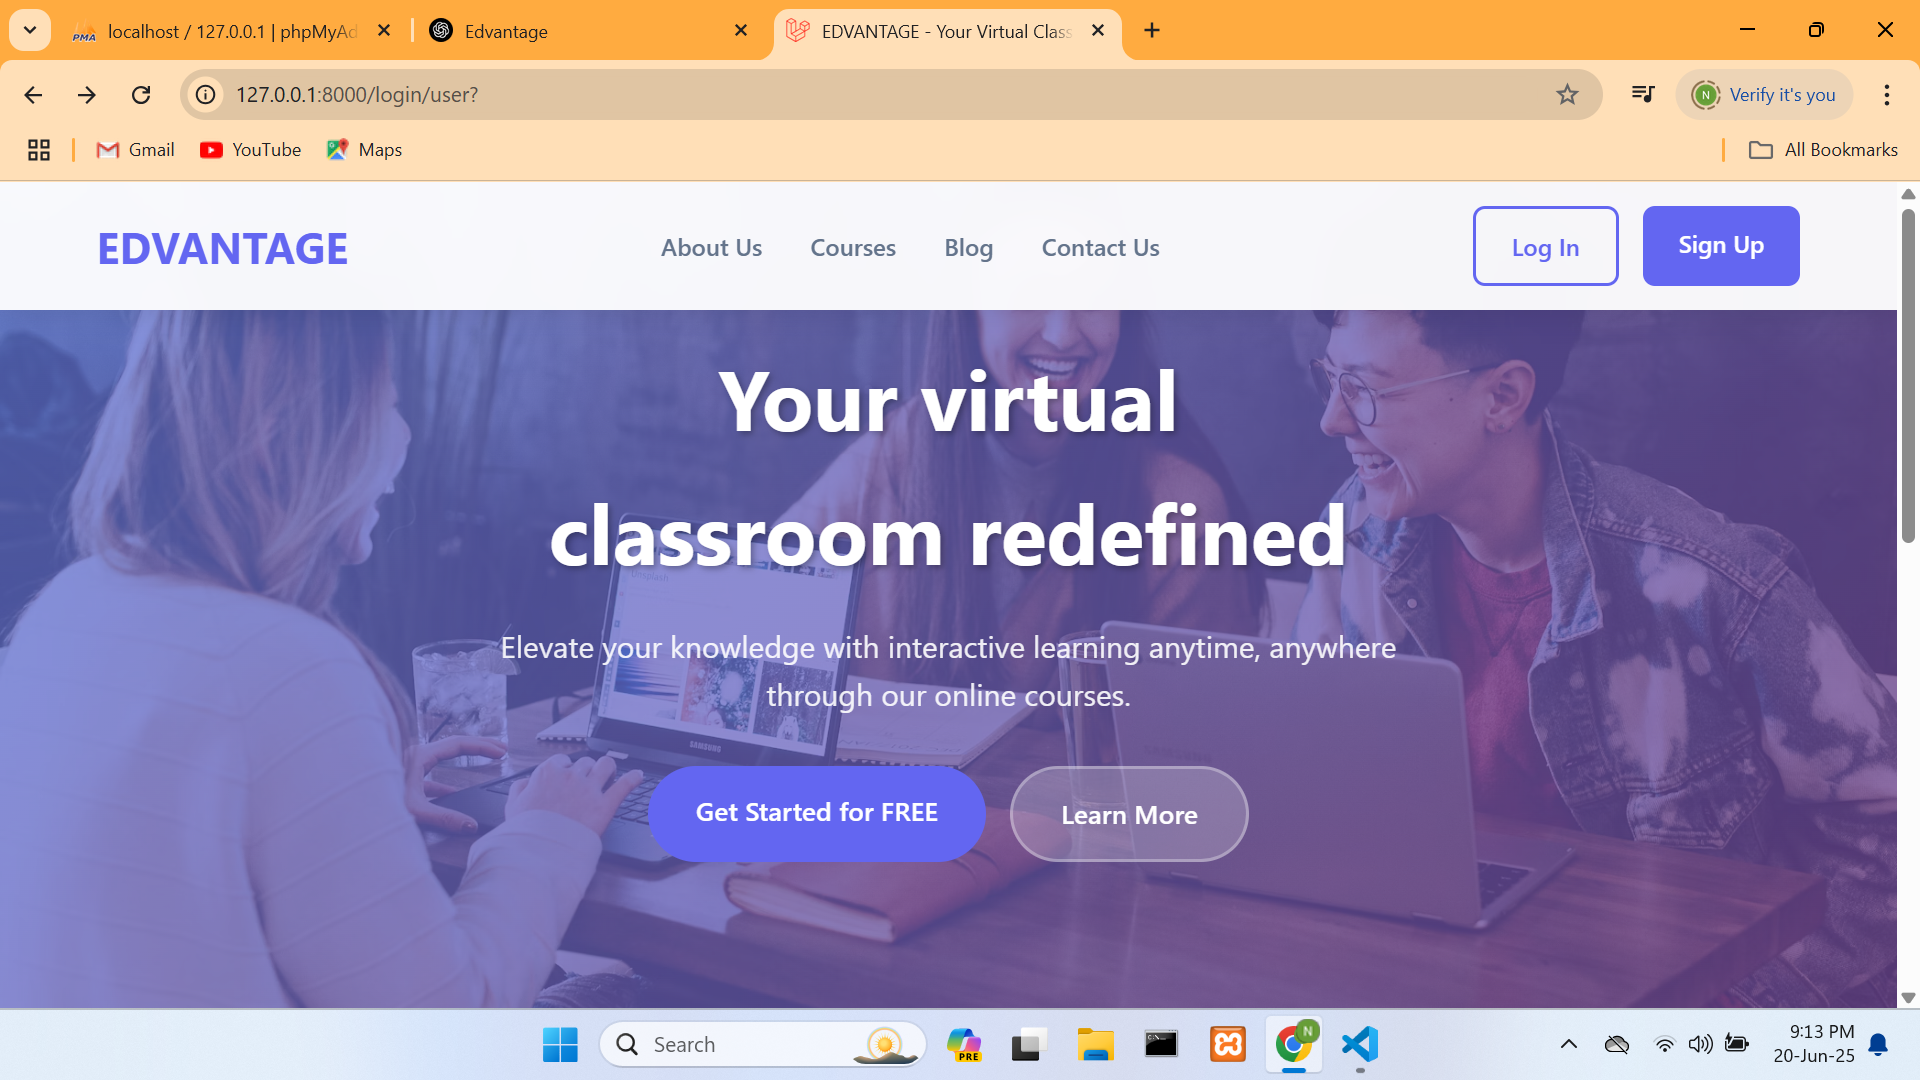 localhost / 127.0.0.1 | phpMyAd
Edvantage
EDVANTAGE - Your Virtual Class
127.0.0.1:8000/login/user?
N
Verify it's you
Gmail
YouTube
Maps
All Bookmarks
EDVANTAGE
About Us
Courses
Blog
Contact Us
Log In
Sign Up
Your virtual
classroom redefined
Elevate your knowledge with interactive learning anytime, anywhere
through our online courses.
SAMSUNG
Get Started for FREE
Learn More
Search
PRE
N
9:13 PM
20-Jun-25